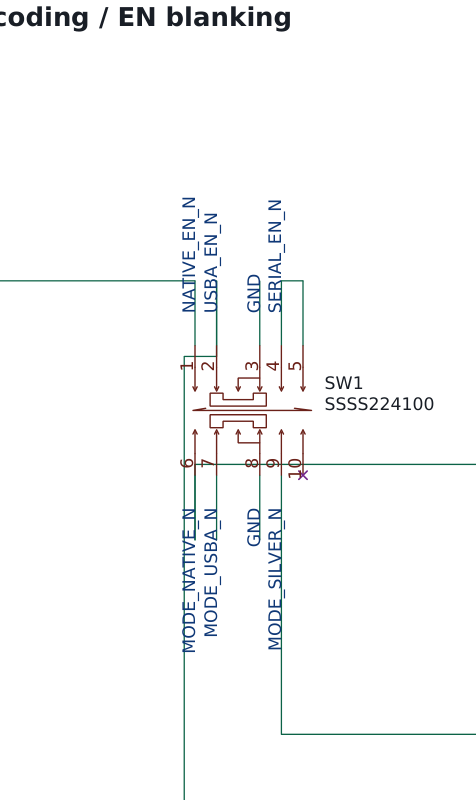 coding / EN blanking
NATIVE_EN_N
USBA_EN_N
GND
SERIAL_EN_N
1
2
3
4
5
SW1
SSSS224100
6
7
8
9
10
MODE_NATIVE_N
MODE_USBA_N
GND
MODE_SILVER_N